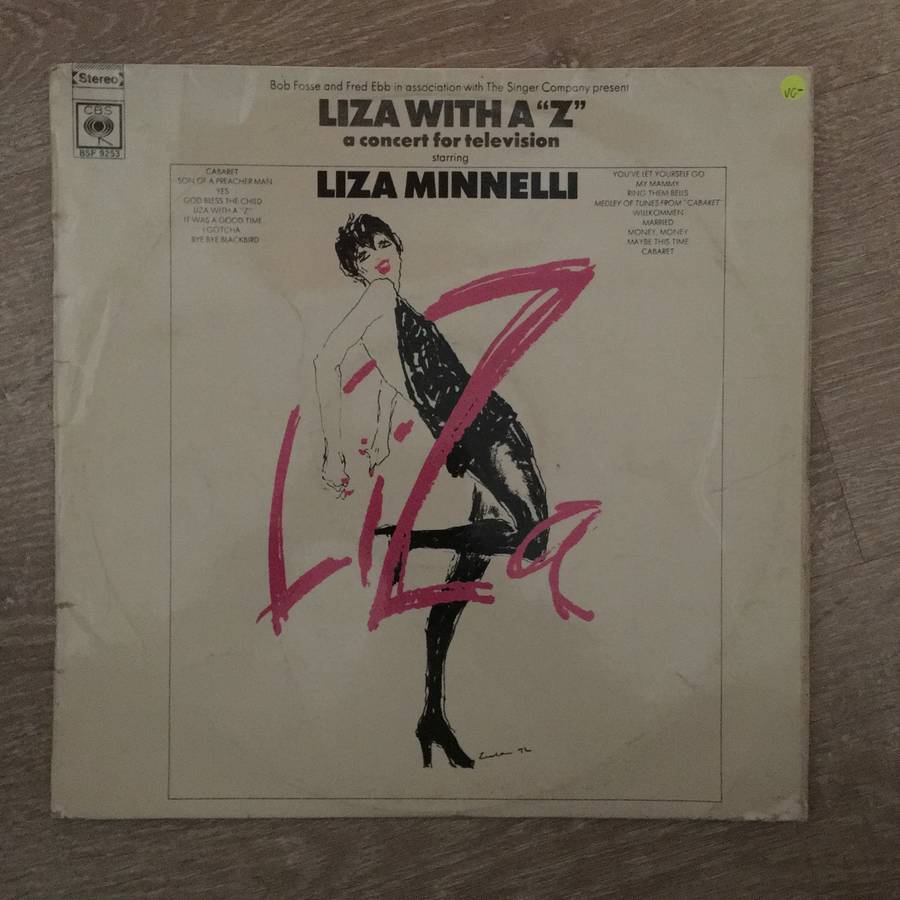 Stereo
CBS
BSP 9253
VG-
Bob Fosse and Fred Ebb in association with The Singer Company present
LIZA WITH A "Z"
a concert for television
starring
LIZA MINNELLI
CABARET
SON OF A PREACHER MAN
YES
GOD BLESS THE CHILD
LIZA WITH A "Z"
IT WAS A GOOD TIME
I GOTCHA
BYE BYE BLACKBIRD
YOU'VE LET YOURSELF GO
MY MAMMY
RING THEM BELLS
MEDLEY OF TUNES FROM "CABARET"
WILLKOMMEN
MARRIED
MONEY, MONEY
MAYBE THIS TIME
CABARET
LiZa